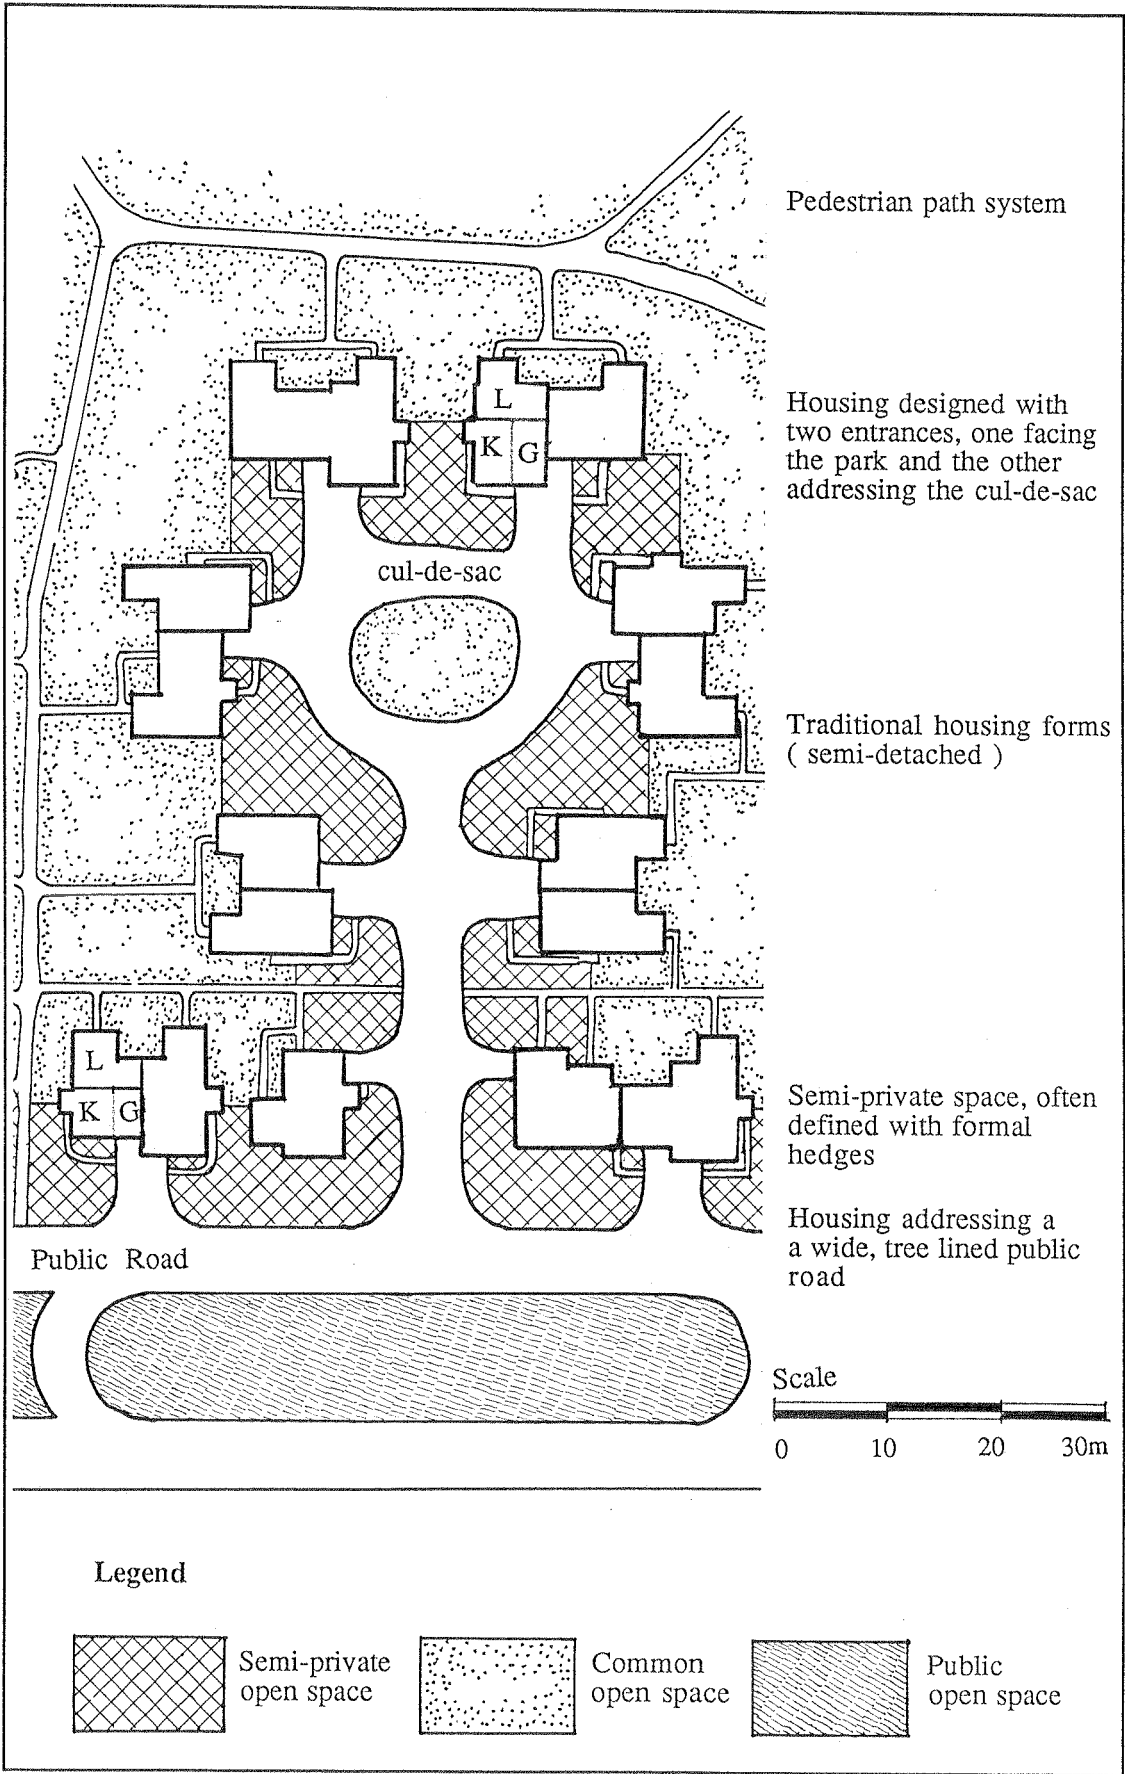 Pedestrian path system
Housing designed with
two entrances, one facing
the park and the other
addressing the cul-de-sac
L
K G
cul-de-sac
Traditional housing forms
( semi-detached )
L
K G
Semi-private space, often
defined with formal
hedges
Housing addressing a
a wide, tree lined public
road
Public Road
Scale
0 10 20 30m
Legend
Semi-private
open space
Common
open space
Public
open space